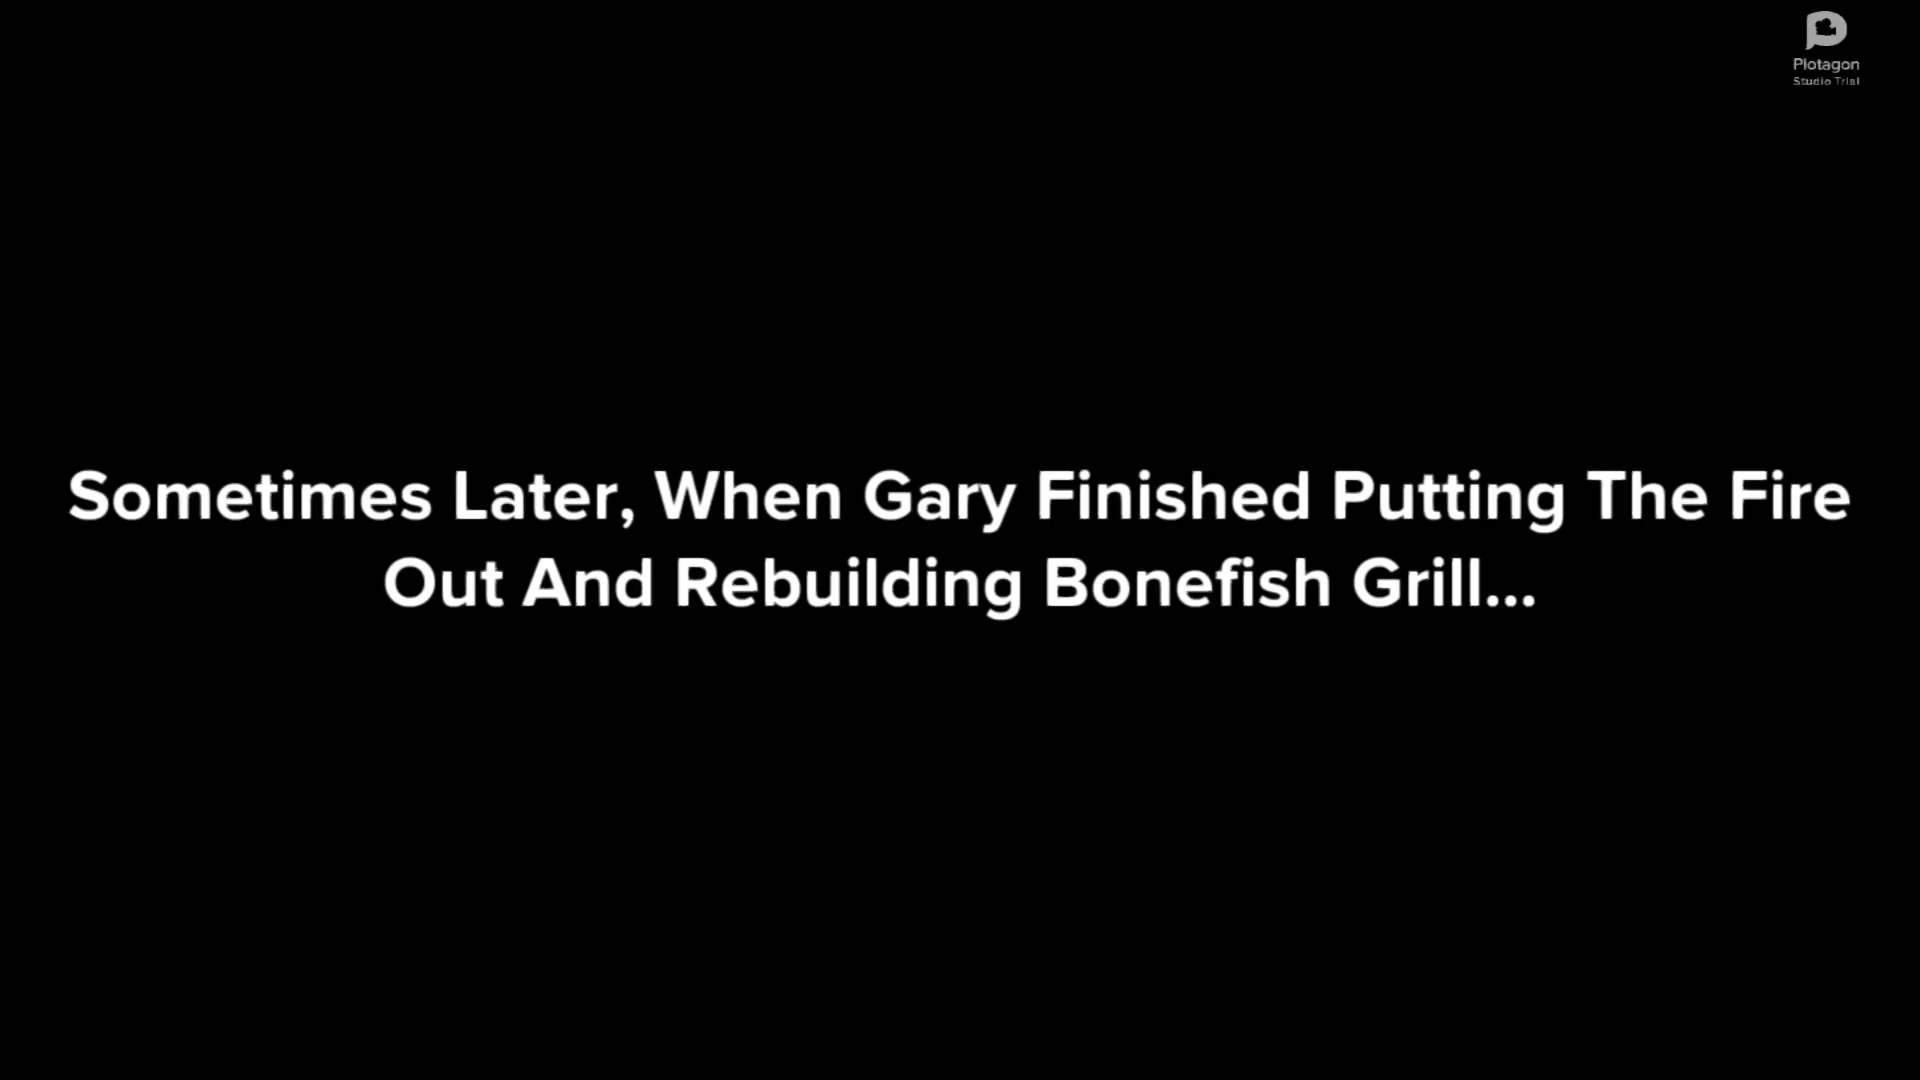 Plotagon
Studio Trial
Sometimes Later, When Gary Finished Putting The Fire
Out And Rebuilding Bonefish Grill...